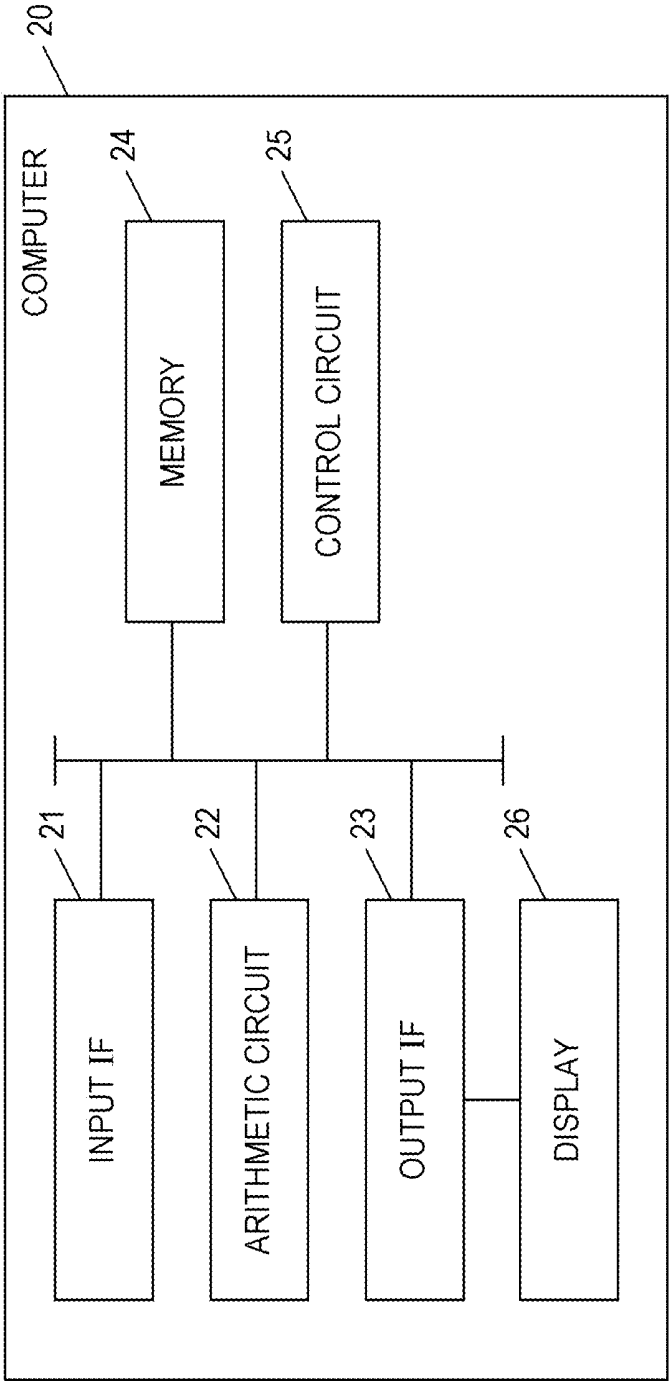 COMPUTER
20
INPUT IF
21
ARITHMETIC CIRCUIT
22
OUTPUT IF
23
DISPLAY
26
MEMORY
24
CONTROL CIRCUIT
25